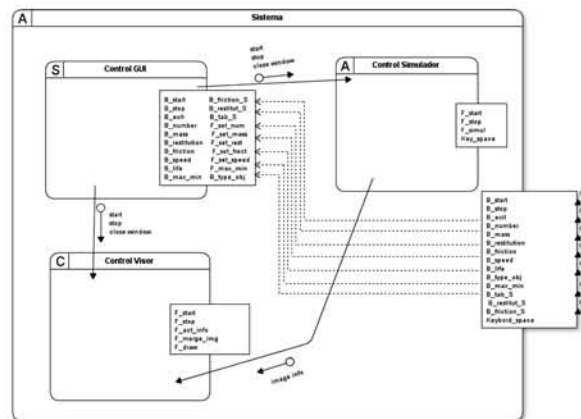 A Sistema
S Control GUI
start
stop
close window
A Control Simulador
B_start B_friction_S
B_stop B_restitut_S
B_exit B_tab_S
B_number F_set_num
B_mass F_set_mass
B_restitution F_set_rest
B_friction F_set_frect
B_speed F_set_speed
B_life F_max_min
B_max_min B_type_obj
F_start
F_stop
F_simul
Key_space
start
stop
close window
B_start
B_stop
B_exit
B_number
B_mass
B_restitution
B_friction
B_speed
B_life
B_type_obj
B_max_min
B_tab_S
B_restitut_S
B_friction_S
Keyboid_space
C Control Visor
F_start
F_stop
F_act_info
F_merge_img
F_draw
image info